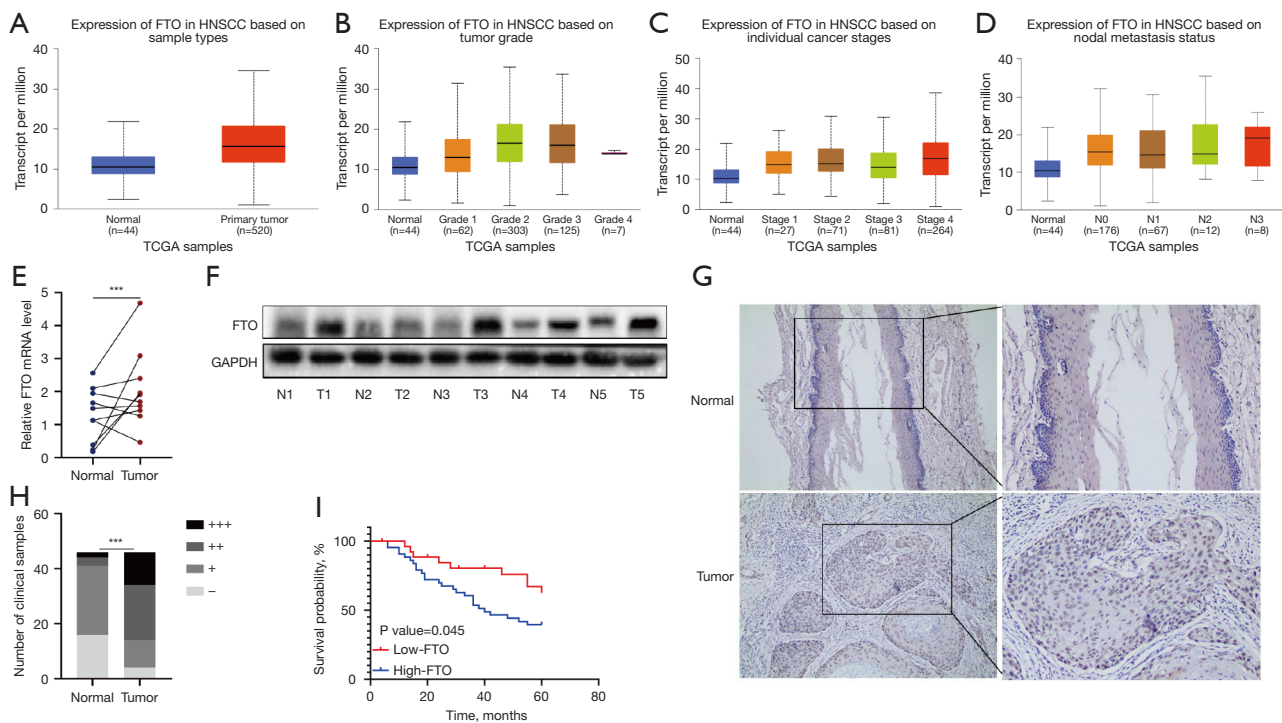 A
Expression of FTO in HNSCC based on
sample types
Transcript per million
40
30
20
10
0
Normal
(n=44)
Primary tumor
(n=520)
TCGA samples
B
Expression of FTO in HNSCC based on
tumor grade
Transcript per million
40
30
20
10
0
Normal
(n=44)
Grade 1
(n=62)
Grade 2
(n=303)
Grade 3
(n=125)
Grade 4
(n=7)
TCGA samples
C
Expression of FTO in HNSCC based on
individual cancer stages
Transcript per million
50
40
30
20
10
0
Normal
(n=44)
Stage 1
(n=27)
Stage 2
(n=71)
Stage 3
(n=81)
Stage 4
(n=264)
TCGA samples
D
Expression of FTO in HNSCC based on
nodal metastasis status
Transcript per million
40
30
20
10
0
Normal
(n=44)
N0
(n=176)
N1
(n=67)
N2
(n=12)
N3
(n=8)
TCGA samples
E
***
Relative FTO mRNA level
5
4
3
2
1
0
Normal Tumor
F
FTO
GAPDH
N1 T1 N2 T2 N3 T3 N4 T4 N5 T5
G
Normal
Tumor
H
***
Number of clinical samples
60
40
20
0
Normal Tumor
+++
++
+
−
I
Survival probability, %
100
50
0
P value=0.045
Low-FTO
High-FTO
0 20 40 60 80
Time, months